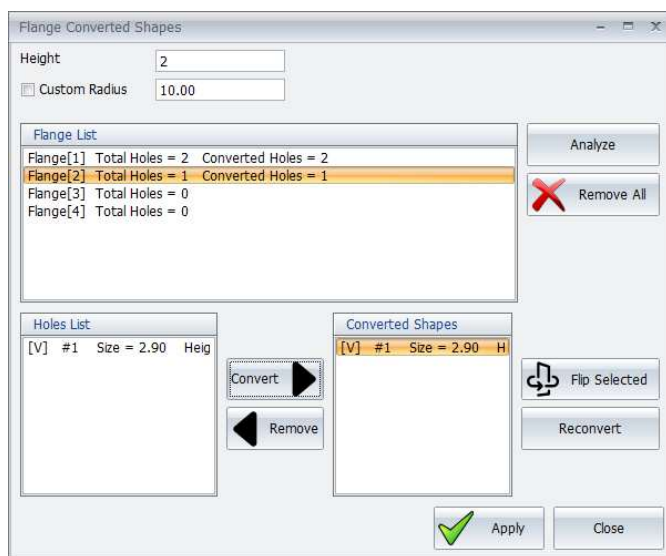 Flange Converted Shapes
Height 2
Custom Radius 10.00
Flange List
Flange[1] Total Holes = 2 Converted Holes = 2
Flange[2] Total Holes = 1 Converted Holes = 1
Flange[3] Total Holes = 0
Flange[4] Total Holes = 0
Analyze
Remove All
Holes List
[V] #1 Size = 2.90 Heig
Convert
Remove
Converted Shapes
[V] #1 Size = 2.90 H
Flip Selected
Reconvert
Apply
Close